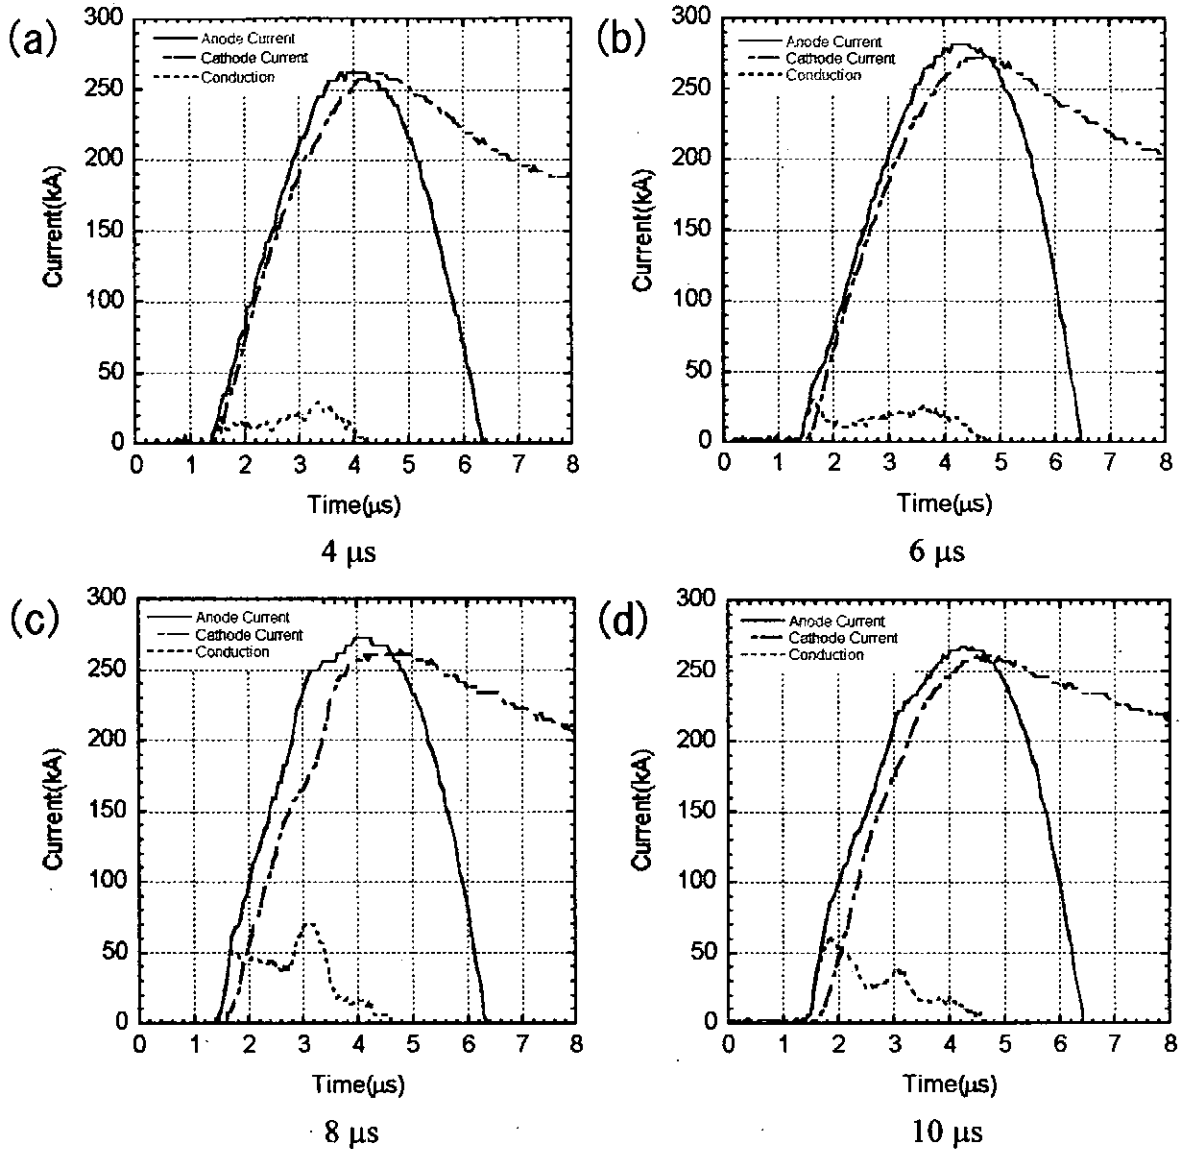 (a)
300
250
200
150
100
50
0
Current(kA)
Anode Current
Cathode Current
Conduction
0 1 2 3 4 5 6 7 8
Time(μs)
4 μs
(b)
300
250
200
150
100
50
0
Current(kA)
Anode Current
Cathode Current
Conduction
0 1 2 3 4 5 6 7 8
Time(μs)
6 μs
(c)
300
250
200
150
100
50
0
Current(kA)
Anode Current
Cathode Current
Conduction
0 1 2 3 4 5 6 7 8
Time(μs)
8 μs
(d)
300
250
200
150
100
50
0
Current(kA)
Anode Current
Cathode Current
Conduction
0 1 2 3 4 5 6 7 8
Time(μs)
10 μs